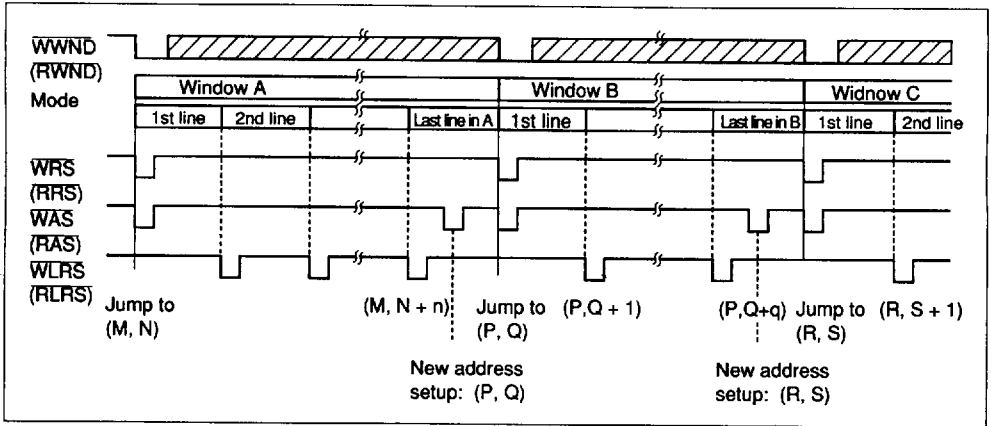 WWND
(RWND)
Mode
Window A Window B Widnow C
1st line 2nd line Last line in A 1st line Last line in B 1st line 2nd line
WRS
(RRS)
WAS
(RAS)
WLRS
(RLRS)
Jump to
(M, N)
(M, N + n)
Jump to
(P, Q)
(P,Q + 1)
(P,Q+q)
Jump to
(R, S)
(R, S + 1)
New address
setup: (P, Q)
New address
setup: (R, S)